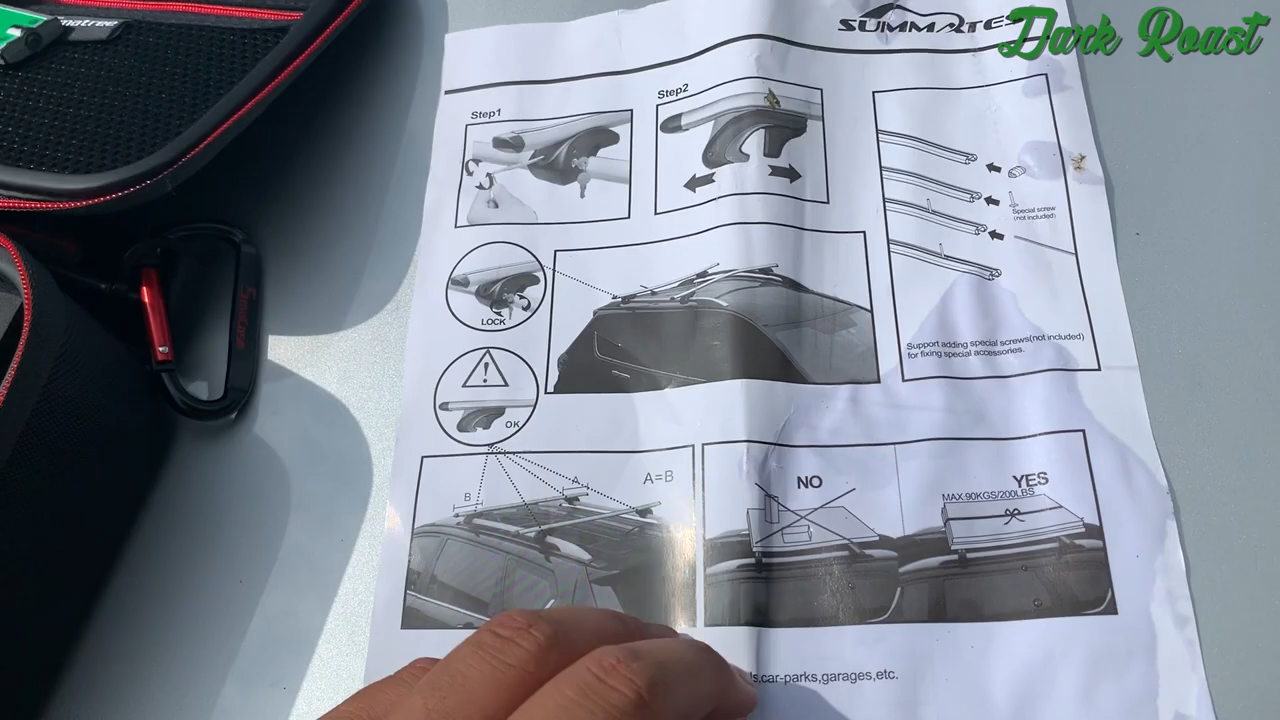 SUMMATES
Dark Roast
Step1
Step2
Special screw
(not included)
LOCK
Support adding special screws(not included)
for fixing special accessories.
OK
A=B
A
B
NO
YES
MAX.90KGS/200LBS
car-parks,garages,etc.